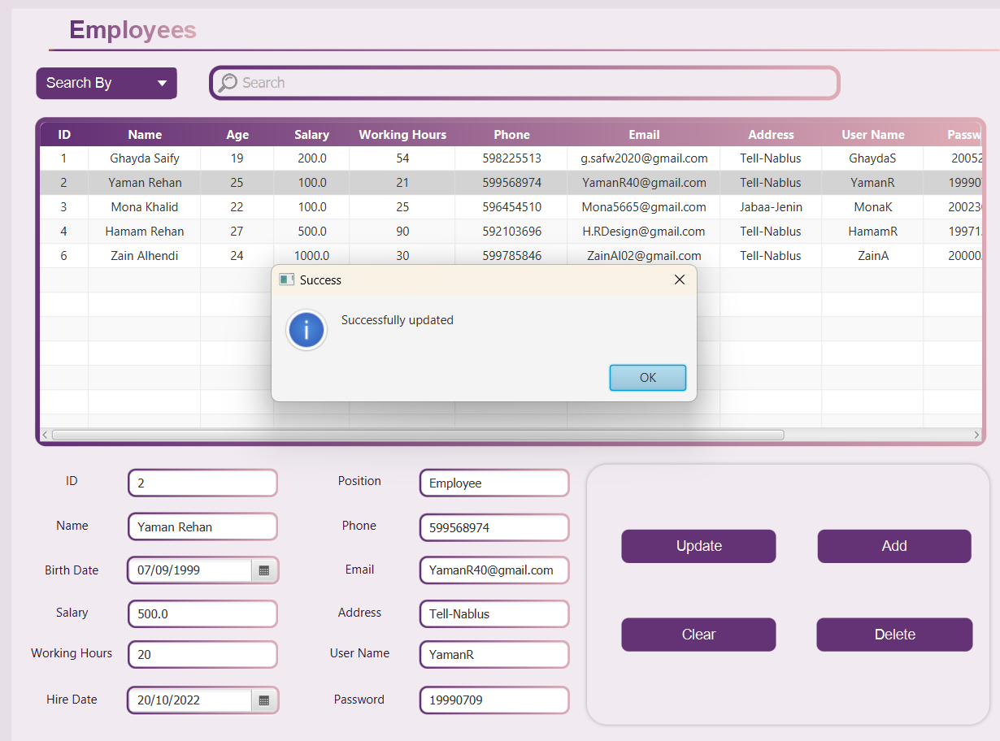 Employees
Search By Search
ID Name Age Salary Working Hours Phone Email Address User Name Passw
1 Ghayda Saify 19 200.0 54 598225513 g.safw2020@gmail.com Tell-Nablus GhaydaS 20052
2 Yaman Rehan 25 100.0 21 599568974 YamanR40@gmail.com Tell-Nablus YamanR 19990
3 Mona Khalid 22 100.0 25 596454510 Mona5665@gmail.com Jabaa-Jenin MonaK 20023
4 Hamam Rehan 27 500.0 90 592103696 H.RDesign@gmail.com Tell-Nablus HamamR 19971
6 Zain Alhendi 24 1000.0 30 599785846 ZainAl02@gmail.com Tell-Nablus ZainA 20000
Success
Successfully updated
OK
ID 2 Position Employee
Name Yaman Rehan Phone 599568974
Update Add
Birth Date 07/09/1999 Email YamanR40@gmail.com
Salary 500.0 Address Tell-Nablus
Clear Delete
Working Hours 20 User Name YamanR
Hire Date 20/10/2022 Password 19990709